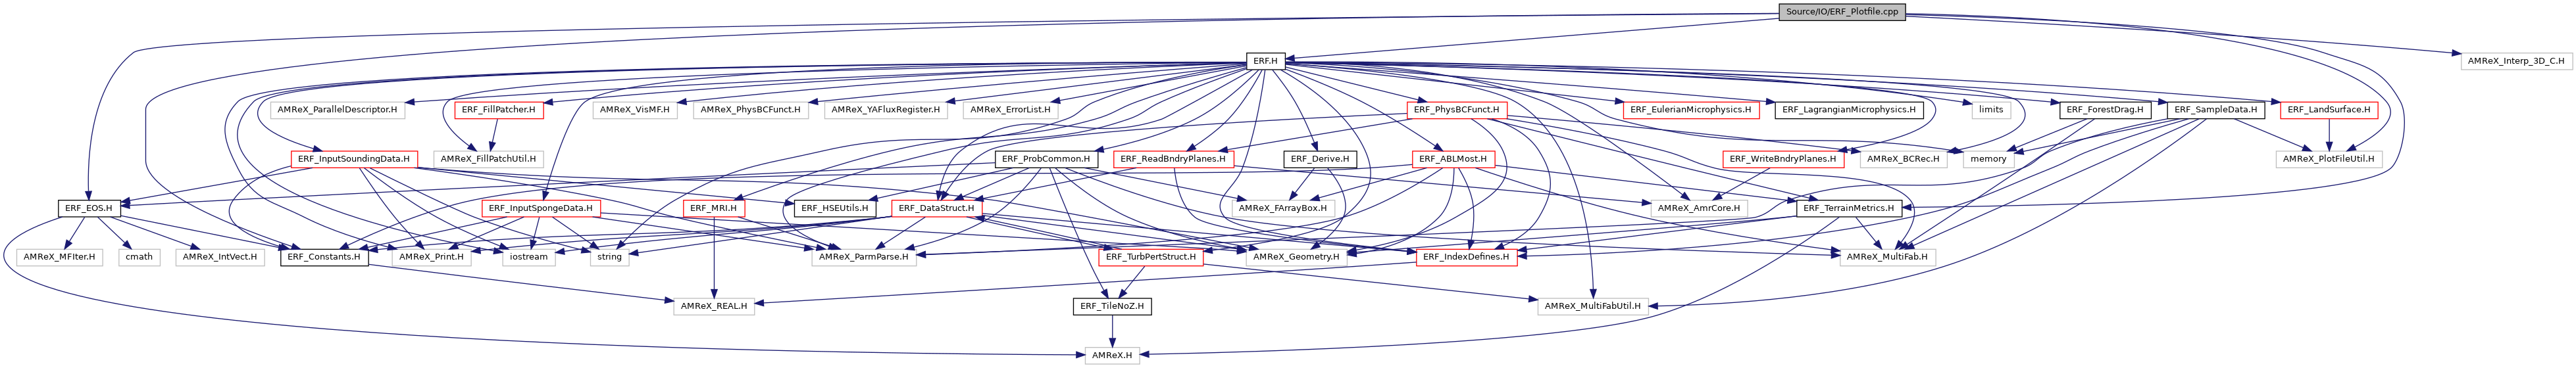 Source/IO/ERF_Plotfile.cpp
ERF.H
AMReX_Interp_3D_C.H
AMReX_ParallelDescriptor.H
ERF_FillPatcher.H
AMReX_VisMF.H
AMReX_PhysBCFunct.H
AMReX_YAFluxRegister.H
AMReX_ErrorList.H
ERF_PhysBCFunct.H
ERF_EulerianMicrophysics.H
ERF_LagrangianMicrophysics.H
limits
ERF_ForestDrag.H
ERF_SampleData.H
ERF_LandSurface.H
ERF_InputSoundingData.H
AMReX_FillPatchUtil.H
ERF_ProbCommon.H
ERF_ReadBndryPlanes.H
ERF_Derive.H
ERF_ABLMost.H
ERF_WriteBndryPlanes.H
AMReX_BCRec.H
memory
AMReX_PlotFileUtil.H
ERF_EOS.H
ERF_InputSpongeData.H
ERF_MRI.H
ERF_HSEUtils.H
ERF_DataStruct.H
AMReX_FArrayBox.H
AMReX_AmrCore.H
ERF_TerrainMetrics.H
AMReX_MFIter.H
cmath
AMReX_IntVect.H
ERF_Constants.H
AMReX_Print.H
iostream
string
AMReX_ParmParse.H
ERF_TurbPertStruct.H
AMReX_Geometry.H
ERF_IndexDefines.H
AMReX_MultiFab.H
AMReX_REAL.H
ERF_TileNoZ.H
AMReX_MultiFabUtil.H
AMReX.H